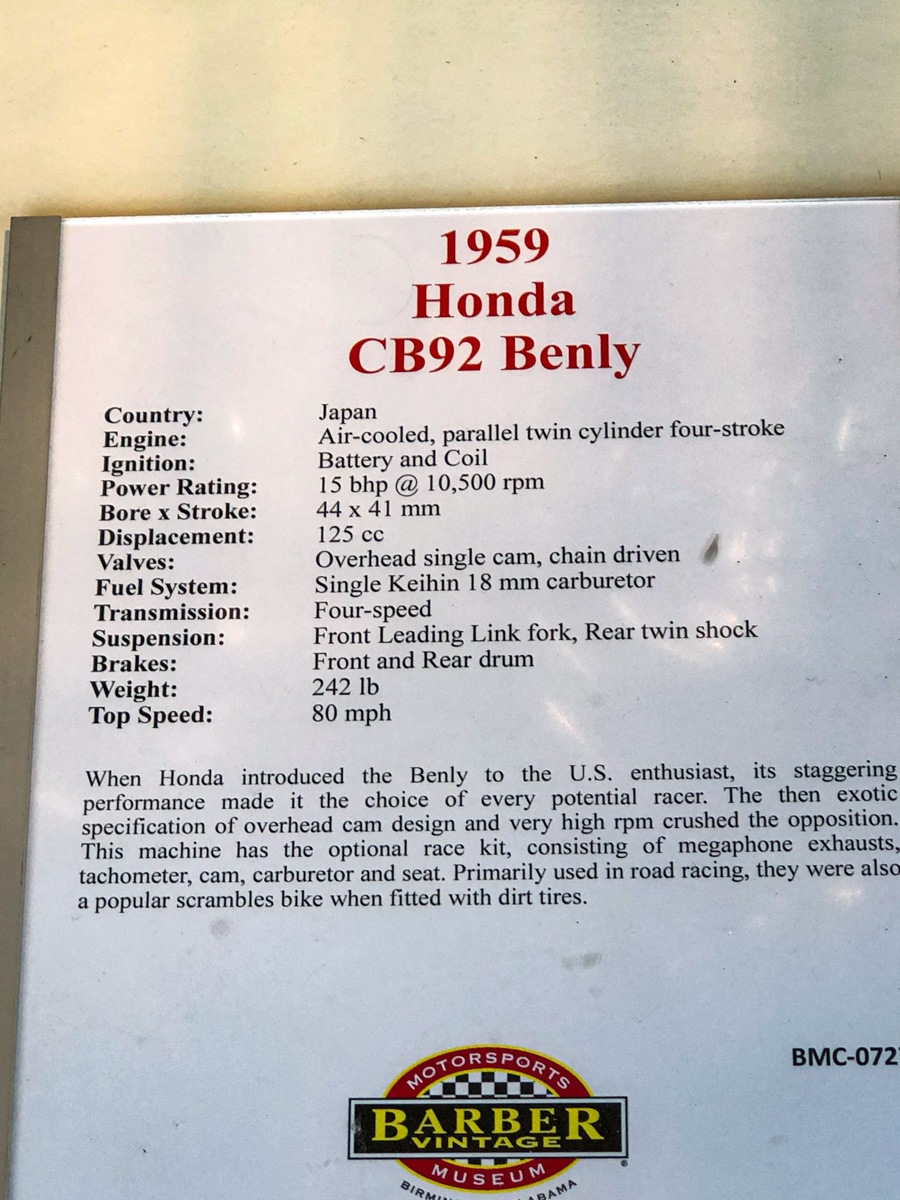 1959
Honda
CB92 Benly
Country: Japan
Engine: Air-cooled, parallel twin cylinder four-stroke
Ignition: Battery and Coil
Power Rating: 15 bhp @ 10,500 rpm
Bore x Stroke: 44 x 41 mm
Displacement: 125 cc
Valves: Overhead single cam, chain driven
Fuel System: Single Keihin 18 mm carburetor
Transmission: Four-speed
Suspension: Front Leading Link fork, Rear twin shock
Brakes: Front and Rear drum
Weight: 242 lb
Top Speed: 80 mph
When Honda introduced the Benly to the U.S. enthusiast, its staggering
performance made it the choice of every potential racer. The then exotic
specification of overhead cam design and very high rpm crushed the opposition.
This machine has the optional race kit, consisting of megaphone exhausts,
tachometer, cam, carburetor and seat. Primarily used in road racing, they were also
a popular scrambles bike when fitted with dirt tires.
BMC-072
MOTORSPORTS
BARBER
VINTAGE
®
MUSEUM